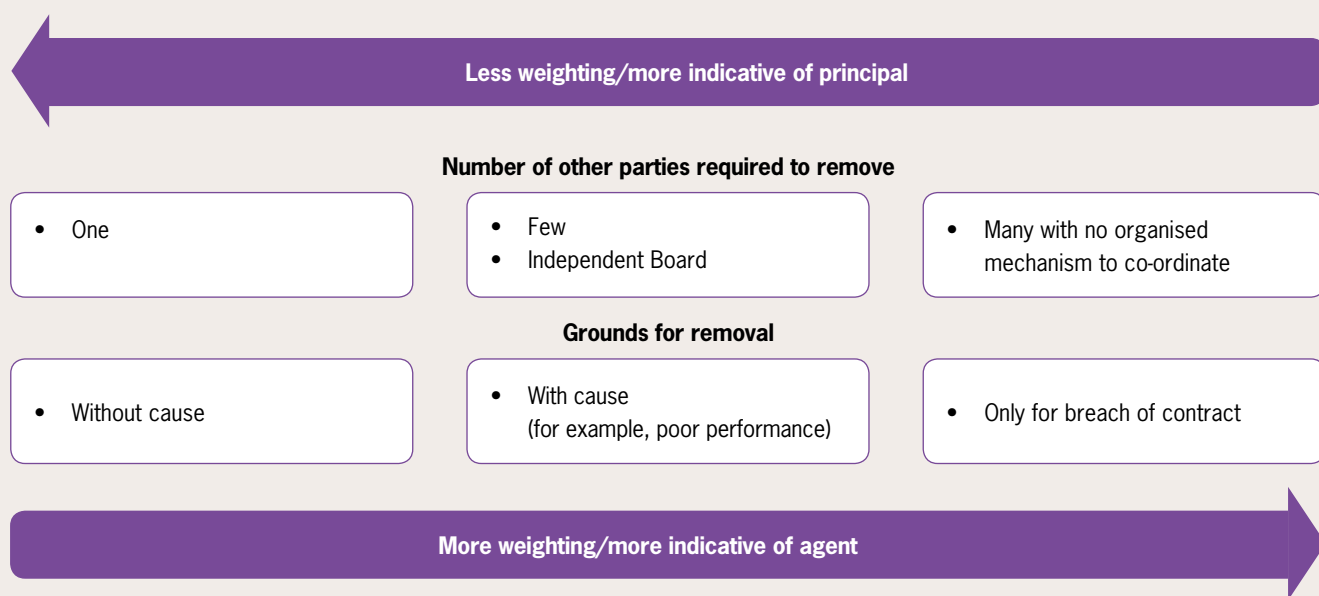 Less weighting/more indicative of principal
Number of other parties required to remove
• One
• Few
• Independent Board
• Many with no organised
mechanism to co-ordinate
Grounds for removal
• Without cause
• With cause
(for example, poor performance)
• Only for breach of contract
More weighting/more indicative of agent